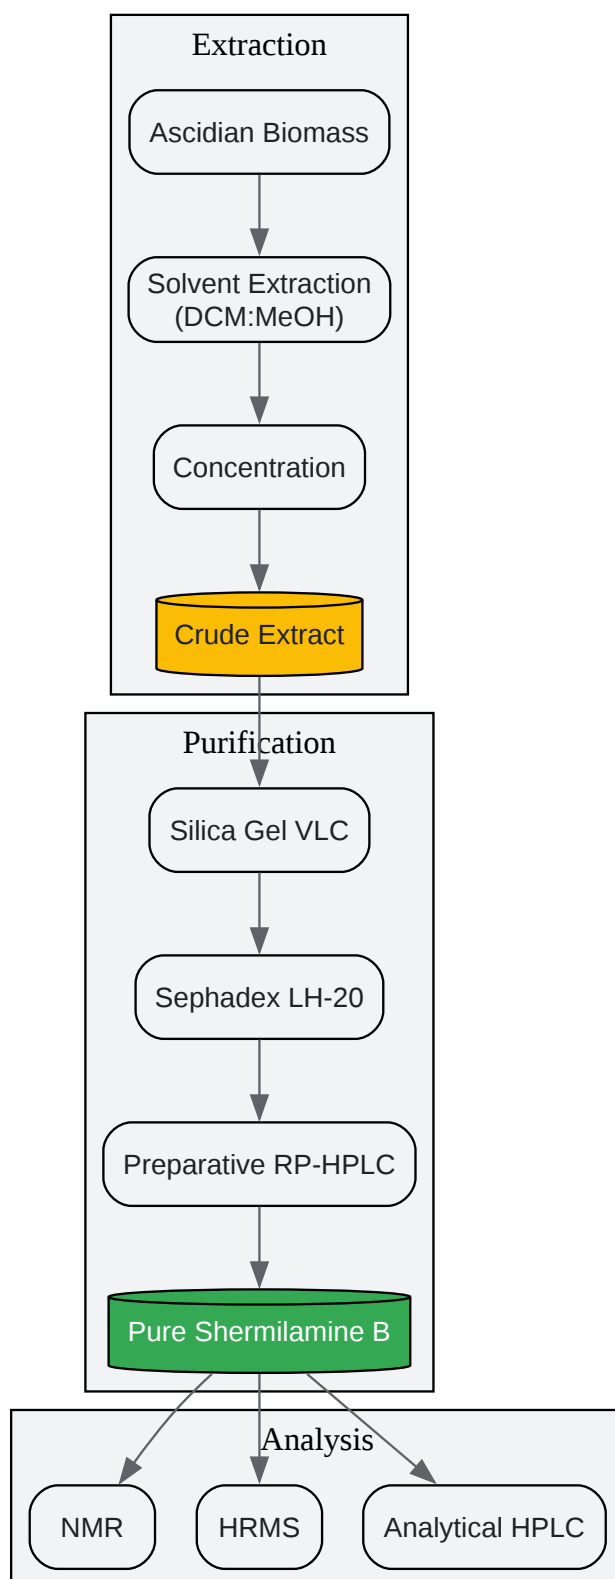 Extraction
Ascidian Biomass
Solvent Extraction
(DCM:MeOH)
Concentration
Crude Extract
Purification
Silica Gel VLC
Sephadex LH-20
Preparative RP-HPLC
Pure Shermilamine B
Analysis
NMR
HRMS
Analytical HPLC